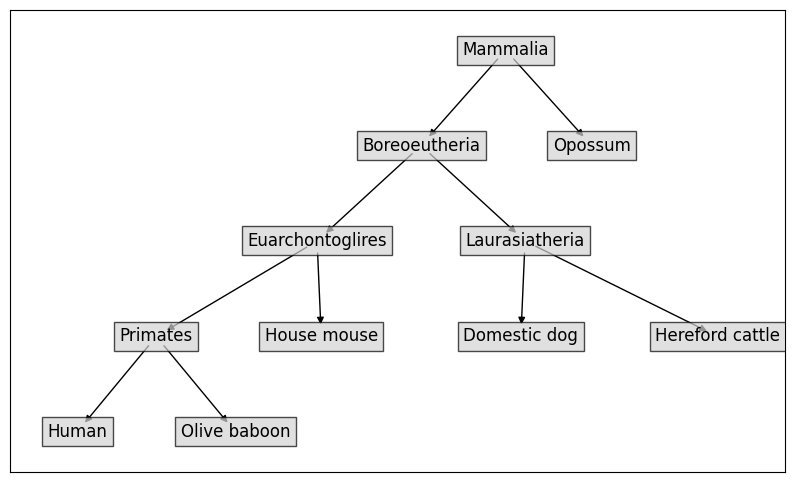 Mammalia
Boreoeutheria
Opossum
Euarchontoglires
Laurasiatheria
Primates
House mouse
Domestic dog
Hereford cattle
Human
Olive baboon